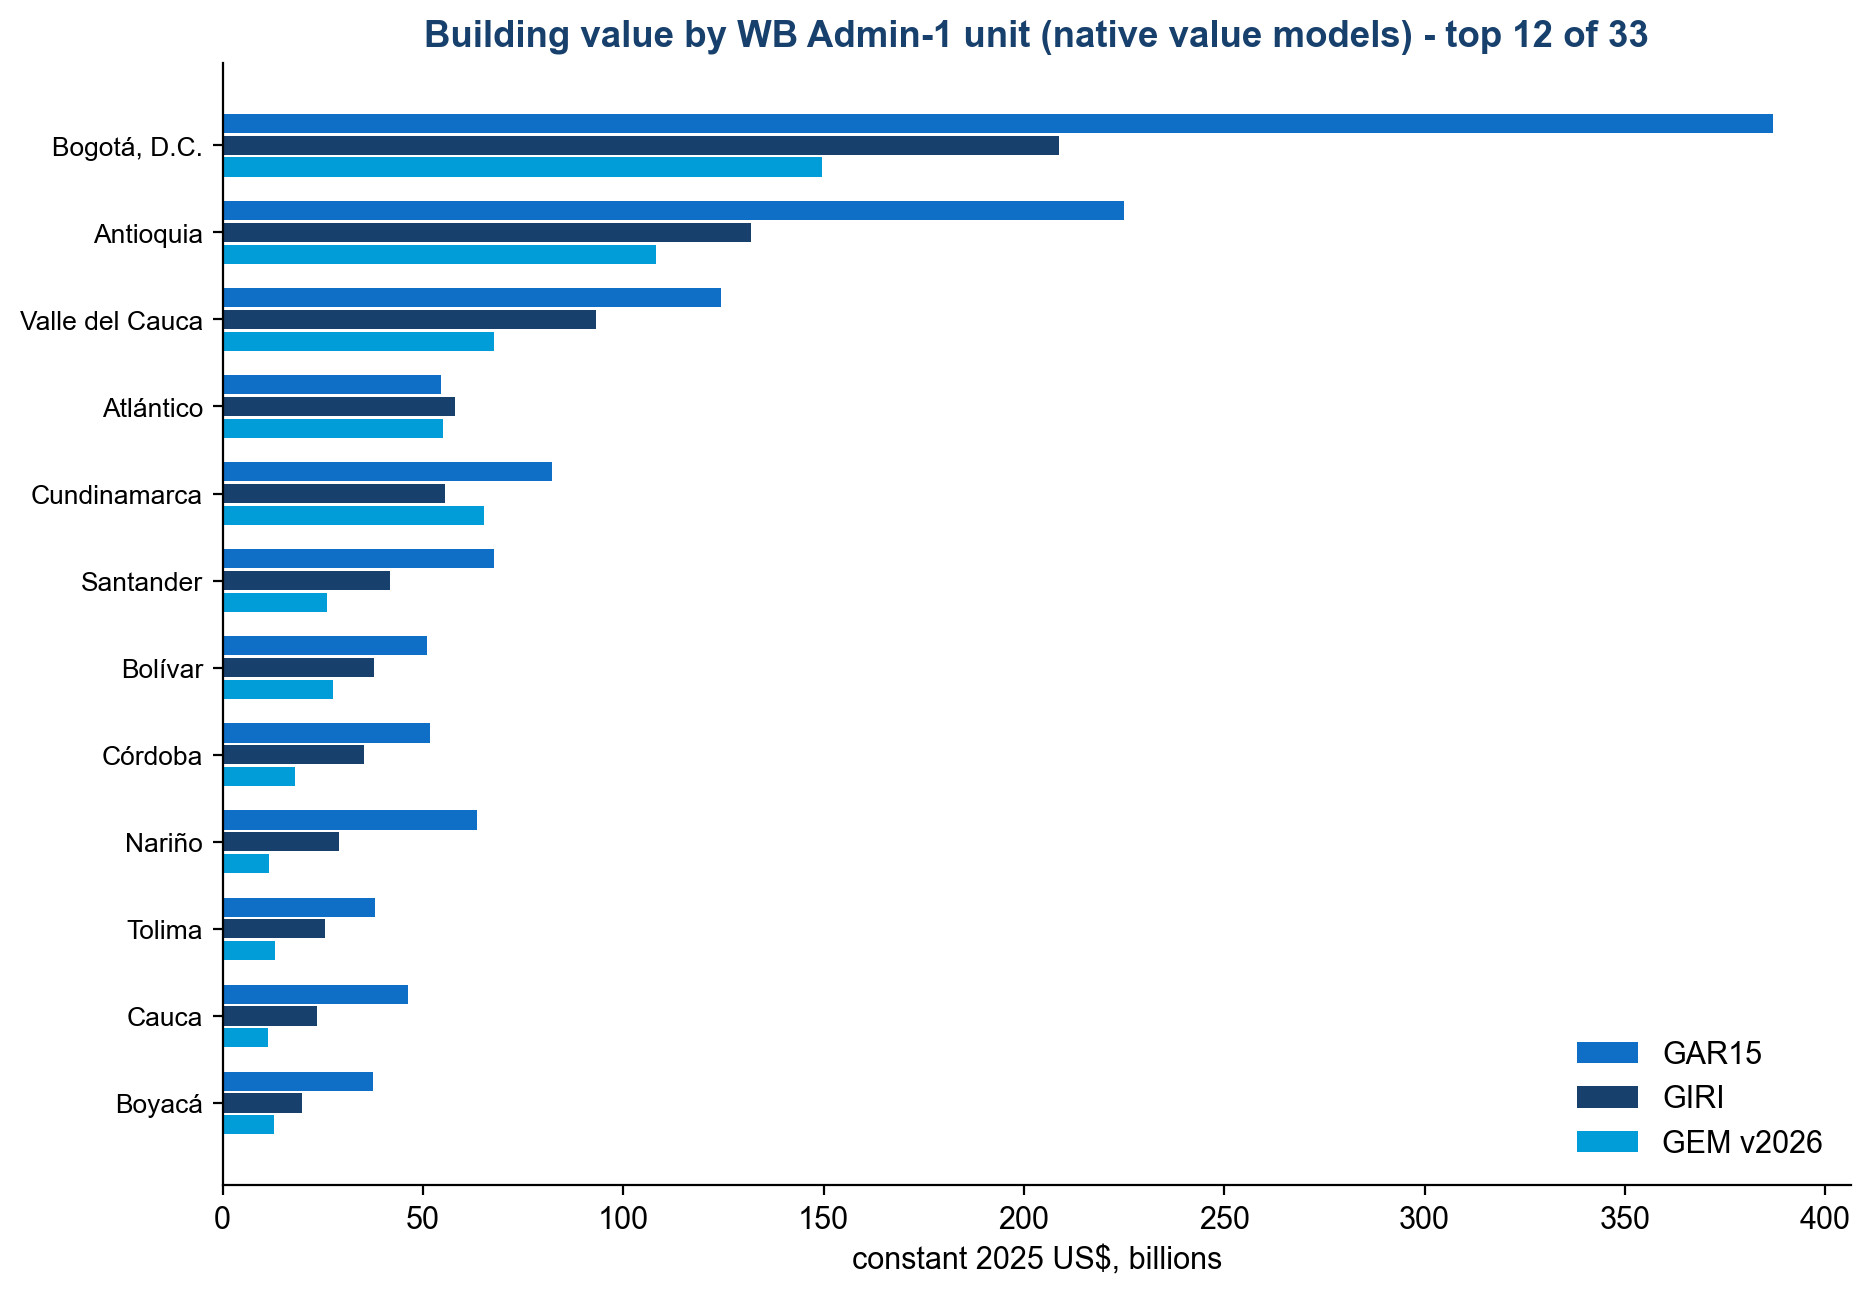 Building value by WB Admin-1 unit (native value models) - top 12 of 33
Bogotá, D.C.
Antioquia
Valle del Cauca
Atlántico
Cundinamarca
Santander
Bolívar
Córdoba
Nariño
Tolima
Cauca
Boyacá
GAR15
GIRI
GEM v2026
0 50 100 150 200 250 300 350 400
constant 2025 US$, billions